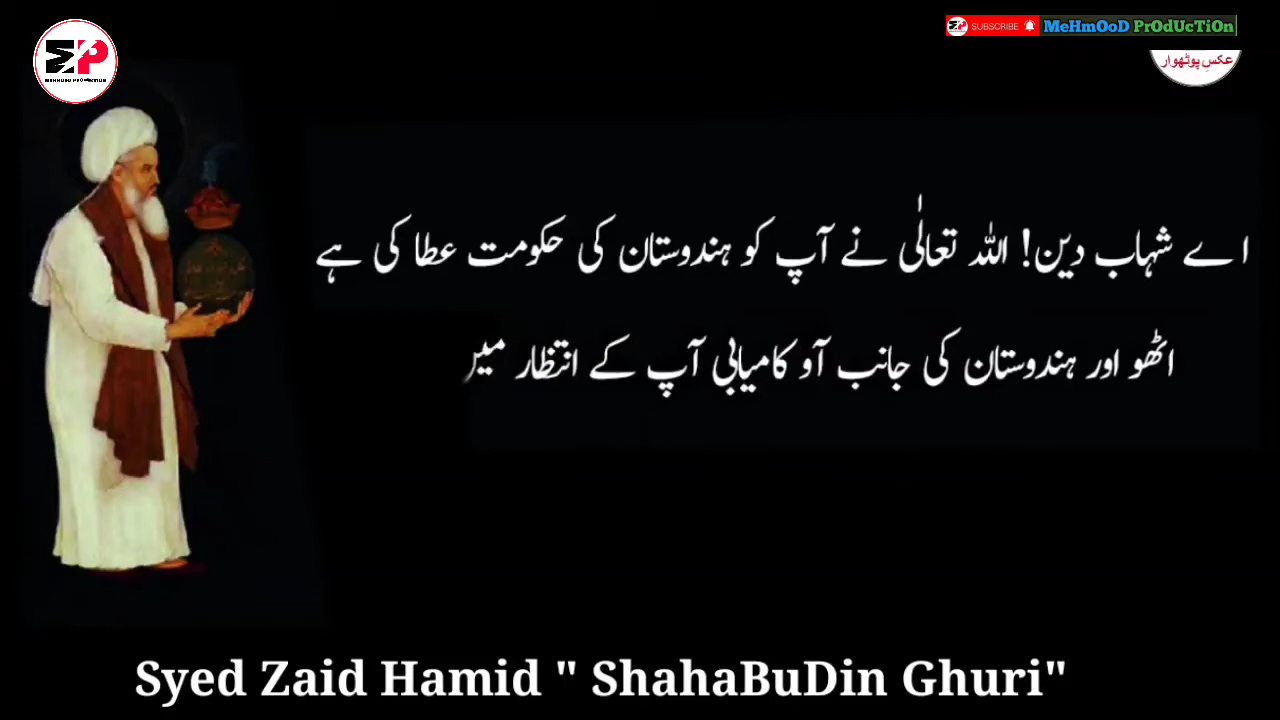 SUBSCRIBE MeHmOoD PrOdUcTiOn
عکسِ پوٹھوار
اے شہاب دین! اللہ تعالٰی نے آپ کو ہندوستان کی حکومت عطا کی ہے
اٹھو اور ہندوستان کی جانب آو کامیابی آپ کے انتظار میں
Syed Zaid Hamid " ShahaBuDin Ghuri"